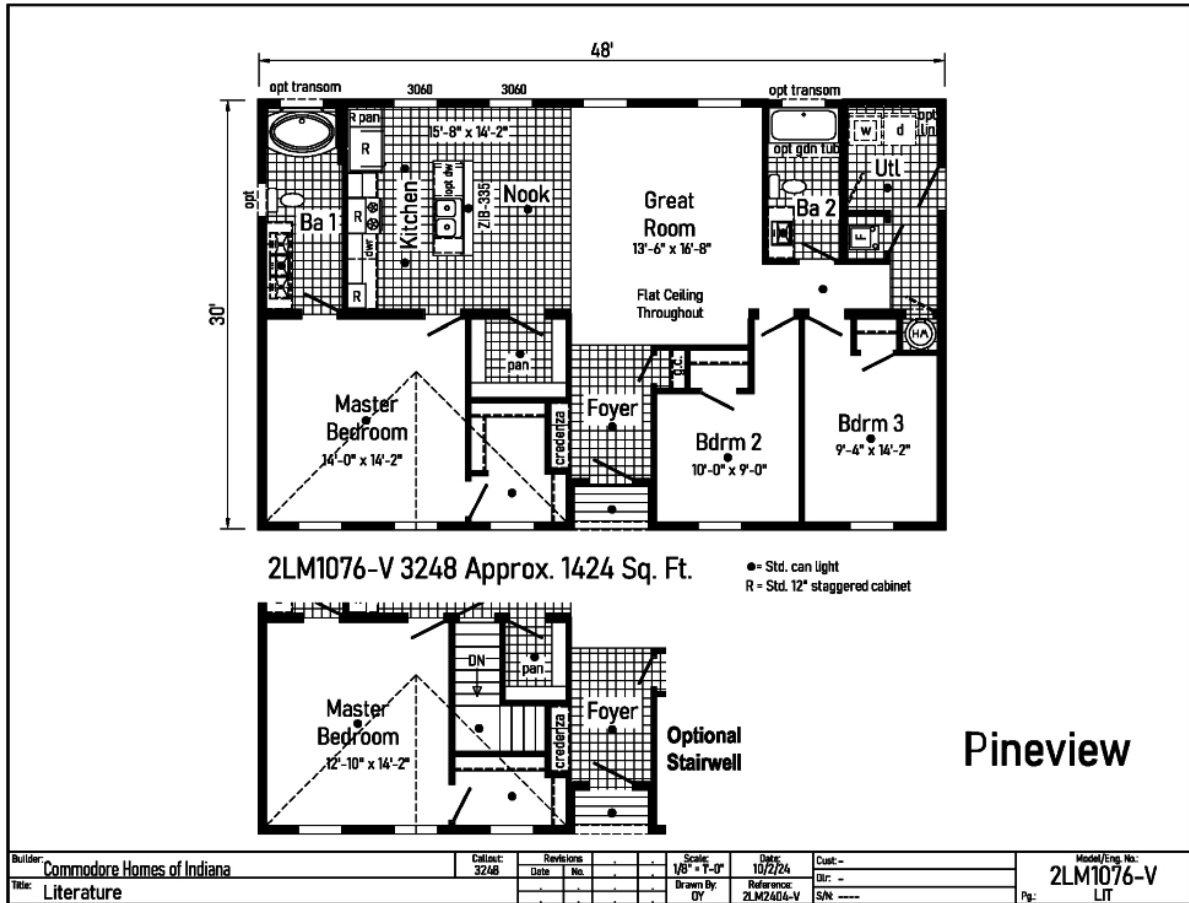 48'
opt transom
3060
3060
opt transom
30'
R pan
R
15'-8" x 14'-2"
opt gdn tub
w
d
opt lin
Utl
opt
Ba 1
R
dwr
R
Kitchen
opt dw
ZIB-335
Nook
Great
Room
13'-6" x 16'-8"
Ba 2
F
Flat Ceiling
Throughout
HW
pan
g.c.
Master
Bedroom
14'-0" x 14'-2"
credenza
Foyer
Bdrm 2
10'-0" x 9'-0"
Bdrm 3
9'-4" x 14'-2"
2LM1076-V 3248 Approx. 1424 Sq. Ft.
●= Std. can light
R = Std. 12" staggered cabinet
DN
pan
Master
Bedroom
12'-10" x 14'-2"
credenza
Foyer
Optional
Stairwell
Pineview
Builder: Commodore Homes of Indiana
Title: Literature
Callout:
3248
Revisions
Date No.
Scale:
1/8" = 1'-0"
Date:
10/2/24
Drawn By:
OY
Reference:
2LM2404-V
Cust: -
Dlr: -
S/N: ----
Model/Eng. No.:
2LM1076-V
Pg.: LIT